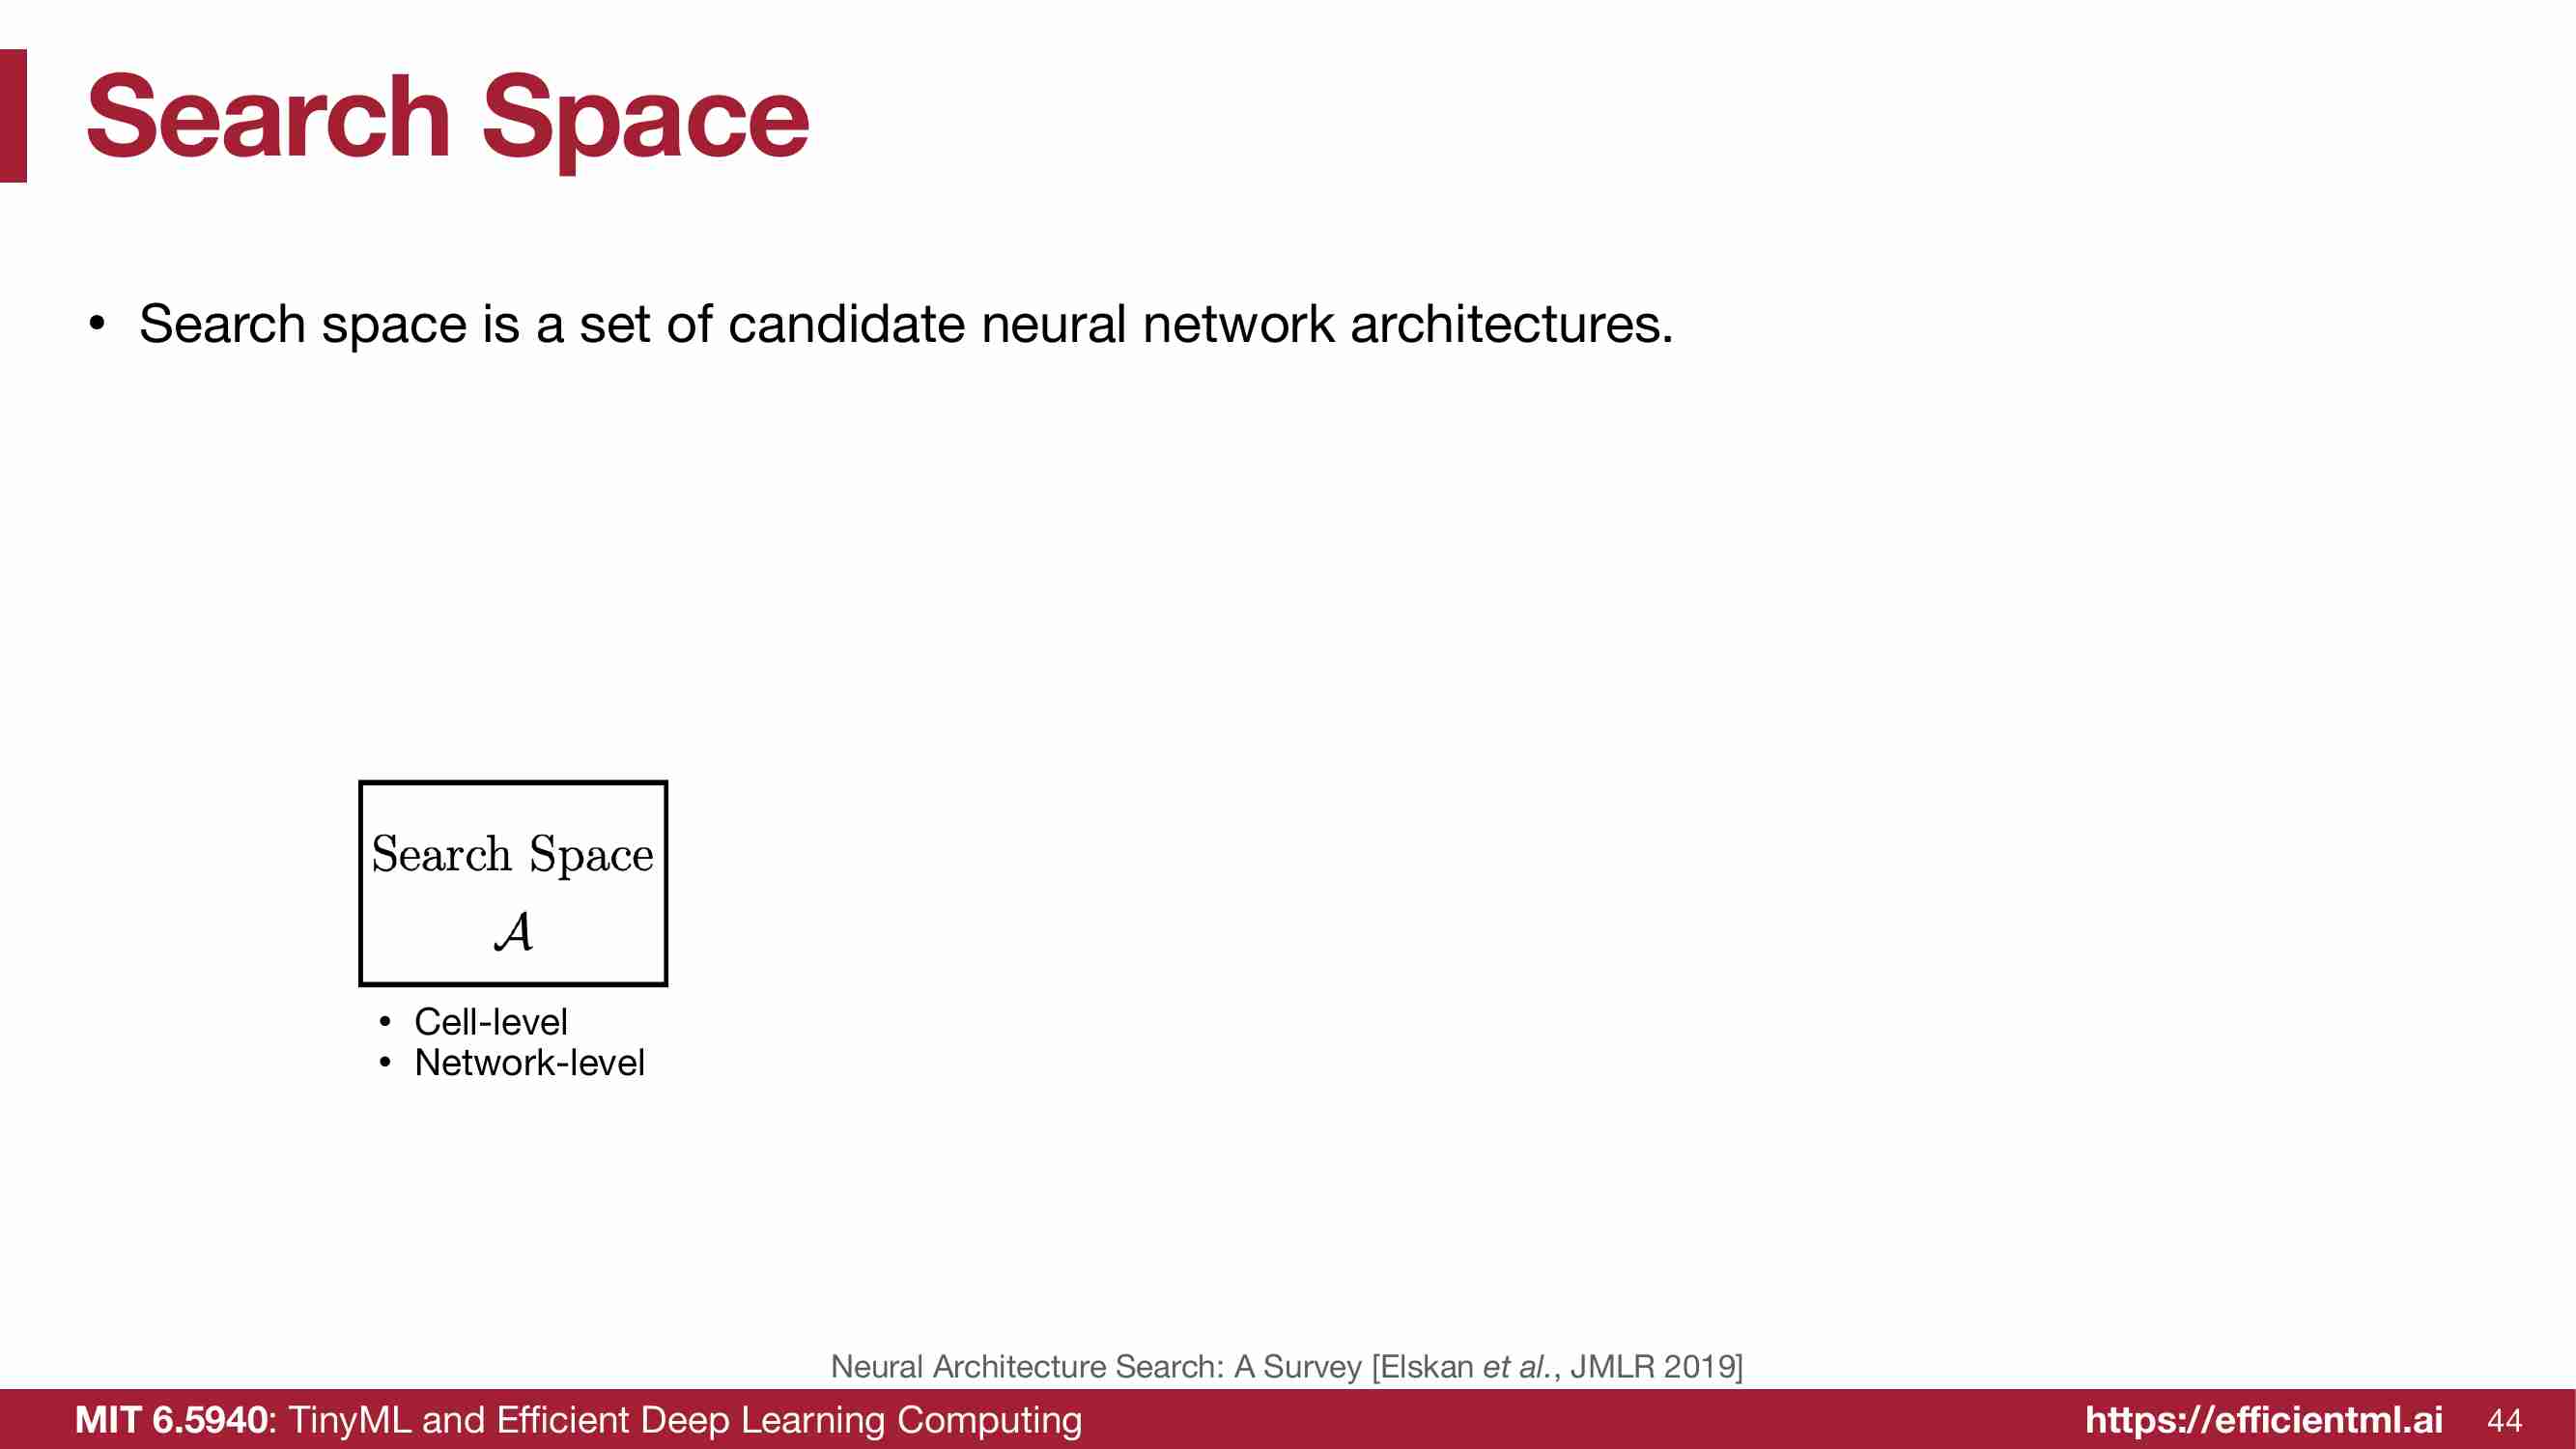 Search Space
• Search space is a set of candidate neural network architectures.
Search Space
𝒜
• Cell-level
• Network-level
Neural Architecture Search: A Survey [Elskan et al., JMLR 2019]
MIT 6.5940: TinyML and Efficient Deep Learning Computing
https://efficientml.ai 44